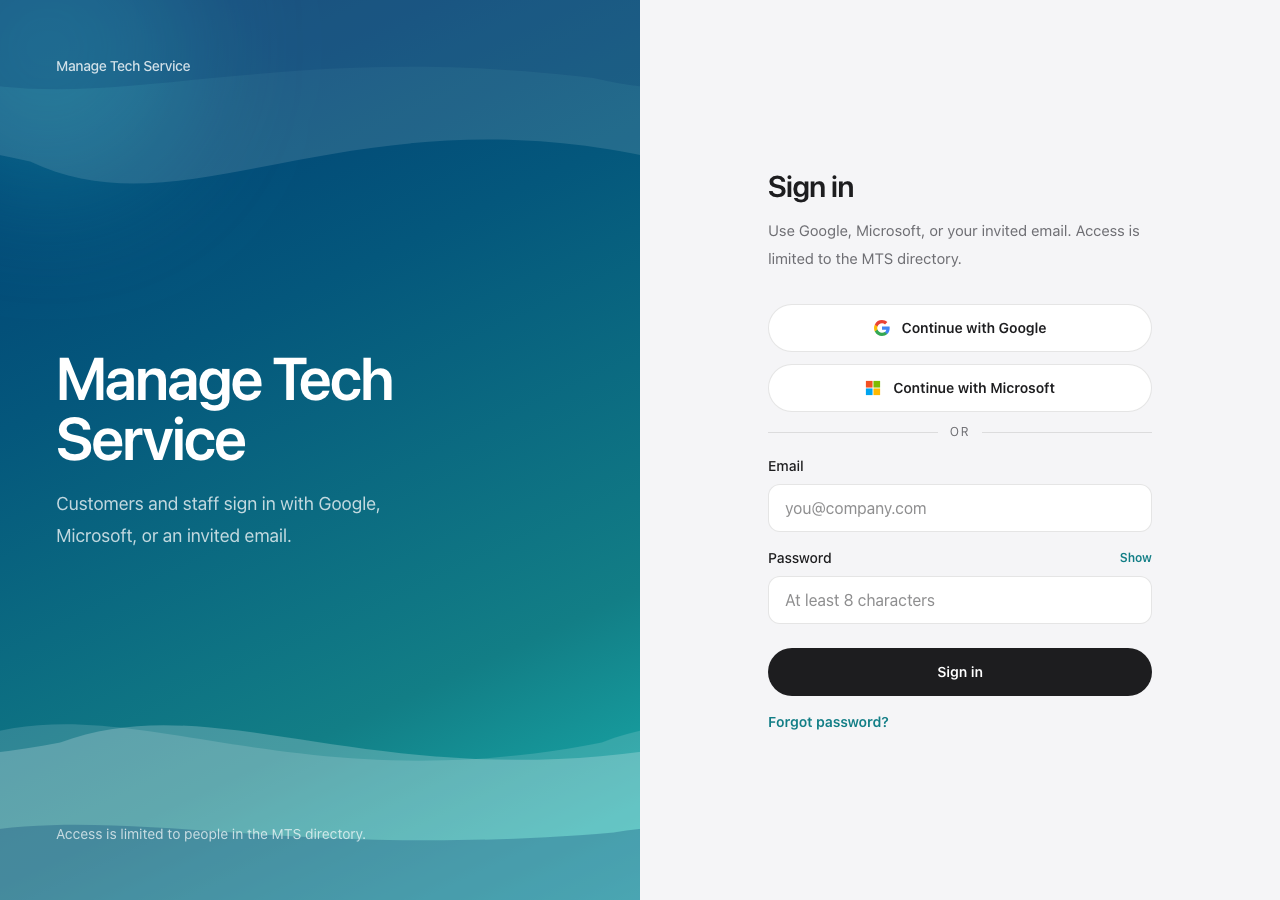 Manage Tech Service
Manage Tech
Service
Customers and staff sign in with Google,
Microsoft, or an invited email.
Access is limited to people in the MTS directory.
Sign in
Use Google, Microsoft, or your invited email. Access is
limited to the MTS directory.
Continue with Google
Continue with Microsoft
OR
Email
you@company.com
Password
Show
At least 8 characters
Sign in
Forgot password?